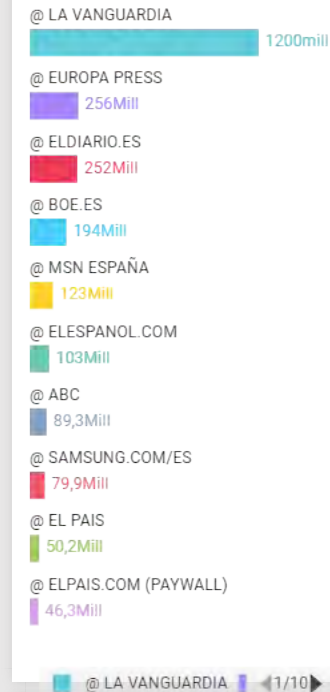 @ LA VANGUARDIA
1200mill
@ EUROPA PRESS
256Mill
@ ELDIARIO.ES
252Mill
@ BOE.ES
194Mill
@ MSN ESPAÑA
123Mill
@ ELESPANOL.COM
103Mill
@ ABC
89,3Mill
@ SAMSUNG.COM/ES
79,9Mill
@ EL PAIS
50,2Mill
@ ELPAIS.COM (PAYWALL)
46,3Mill
@ LA VANGUARDIA 1/10